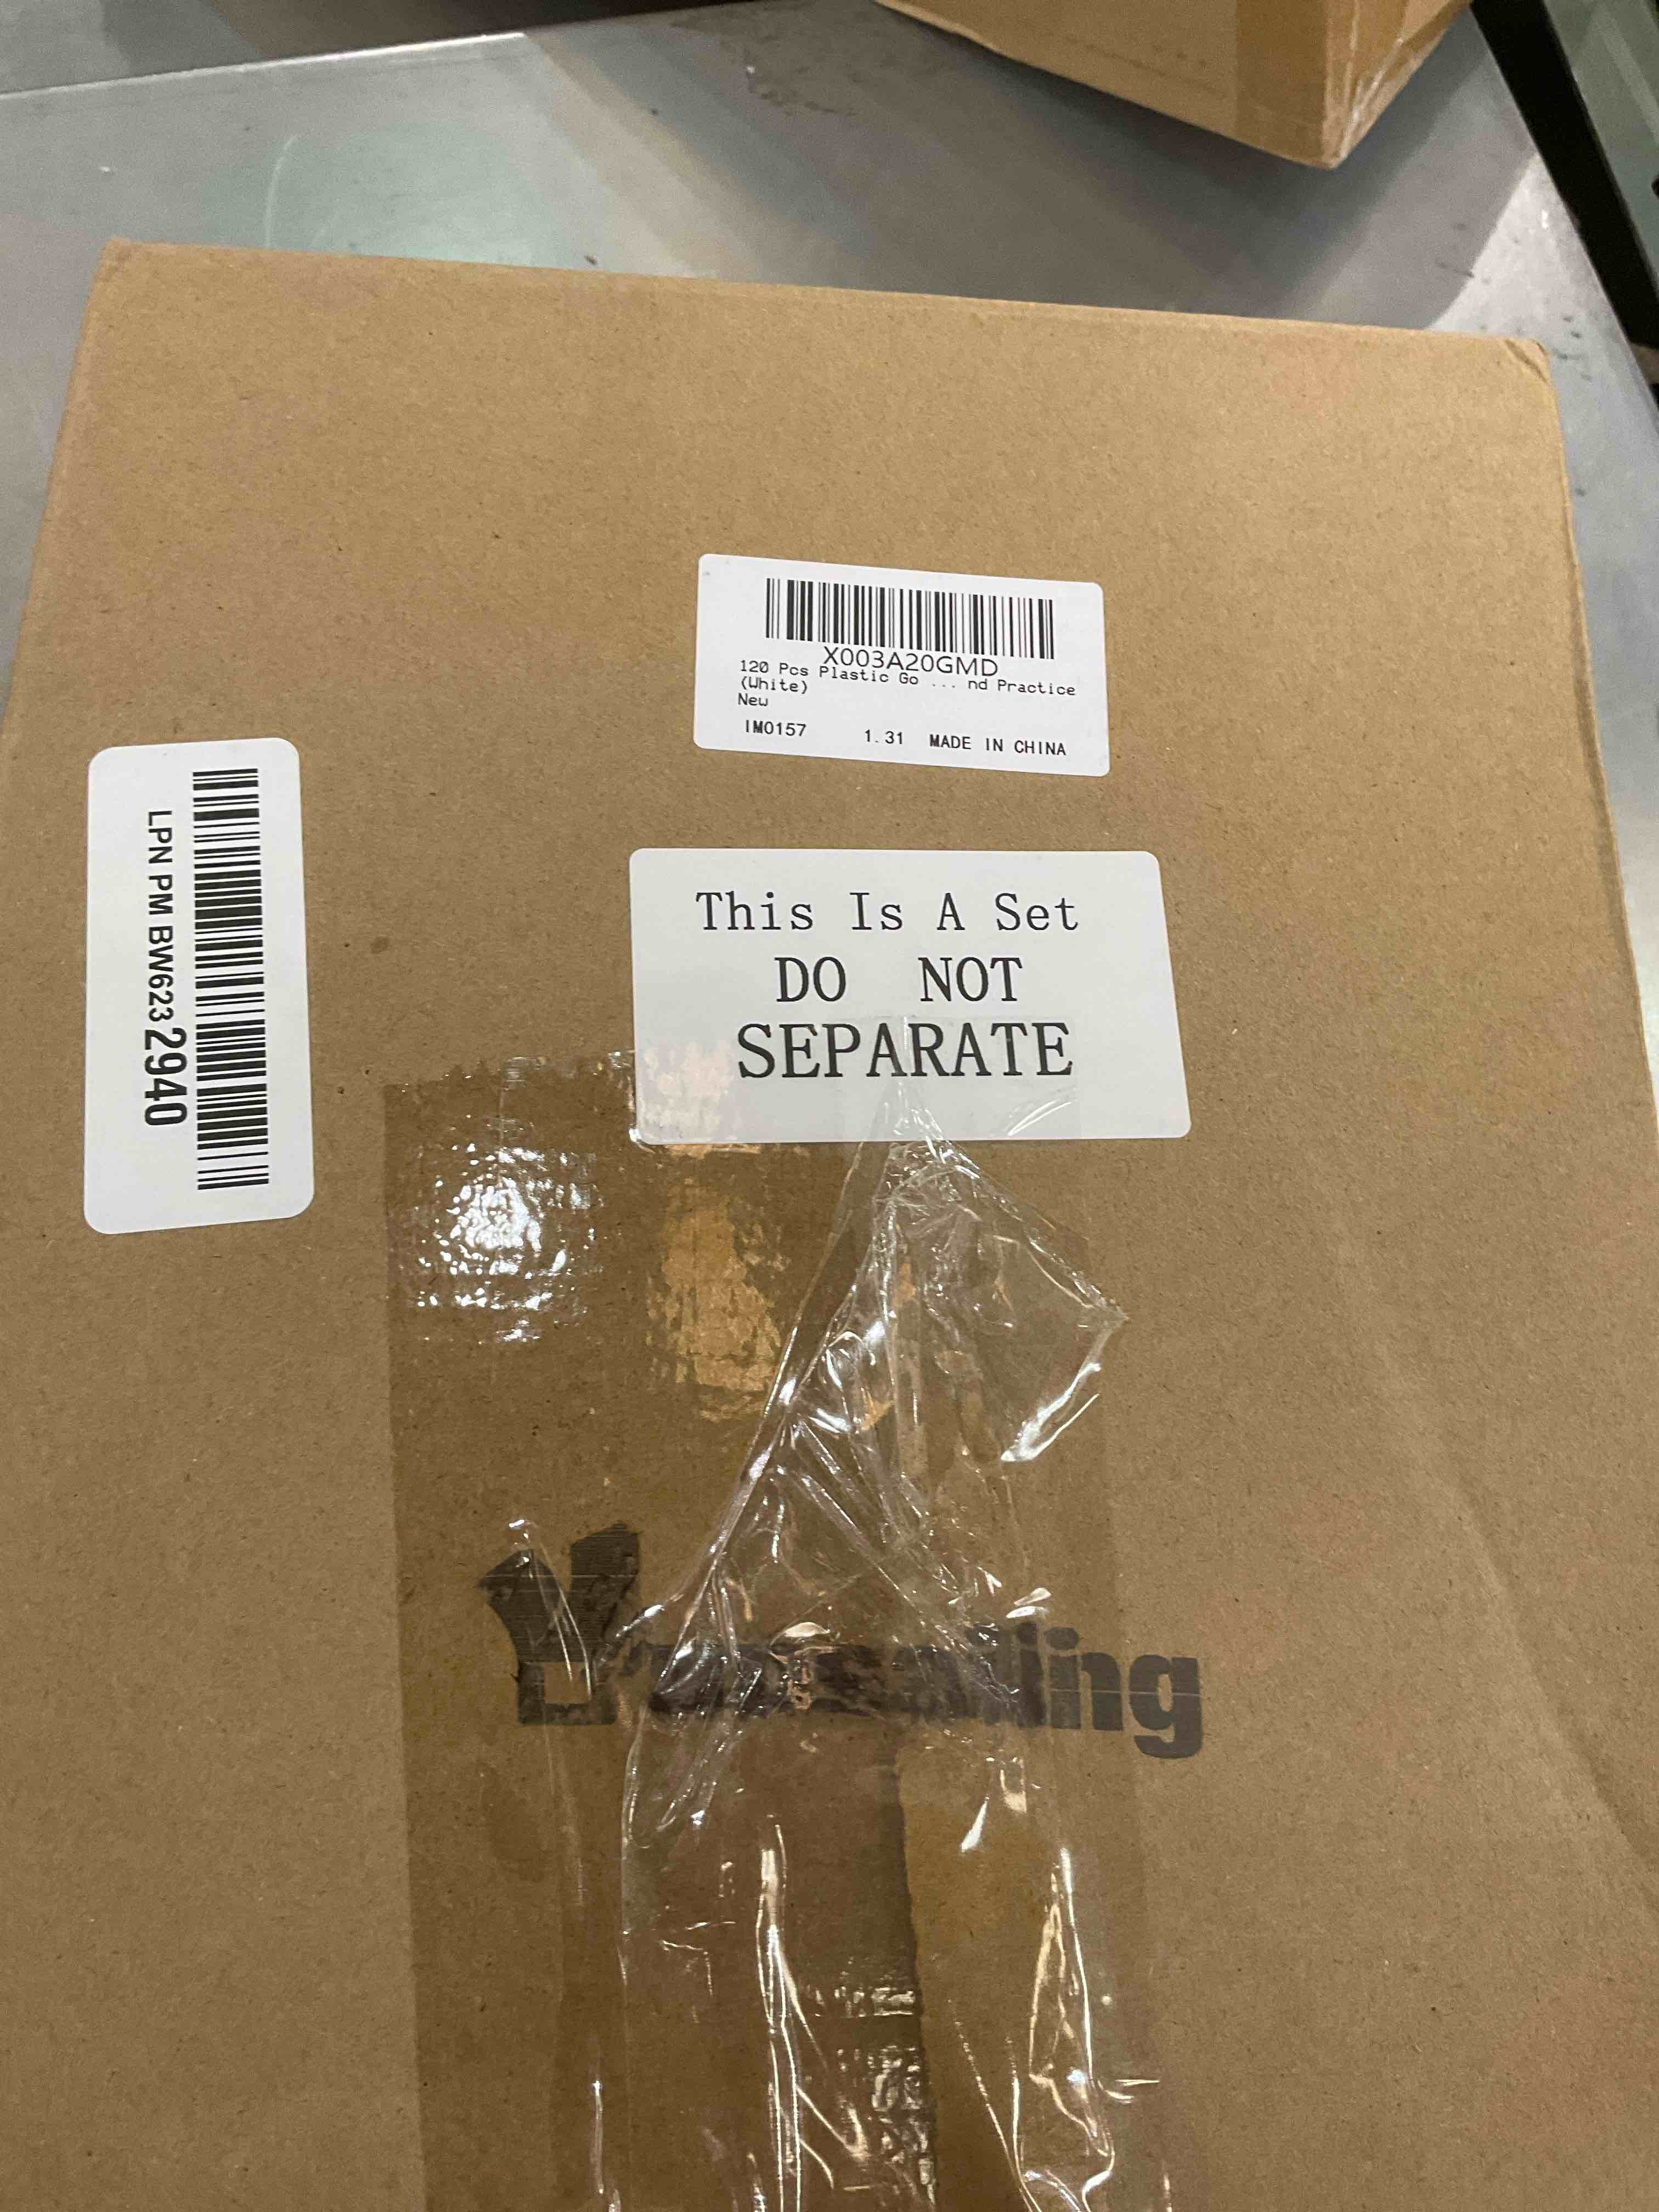 X003A20GMD
120 Pcs Plastic Go ... nd Practice
(White)
New
IM0157 1.31 MADE IN CHINA
LPN PM BW6232940
This Is A Set
DO NOT
SEPARATE